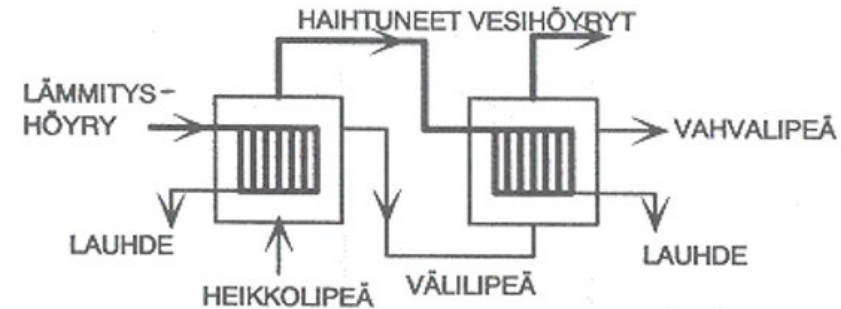 HAIHTUNEET VESIHÖYRYT
LÄMMITYS-
HÖYRY
VAHVALIPEÄ
LAUHDE
LAUHDE
HEIKKOLIPEÄ
VÄLILIPEÄ